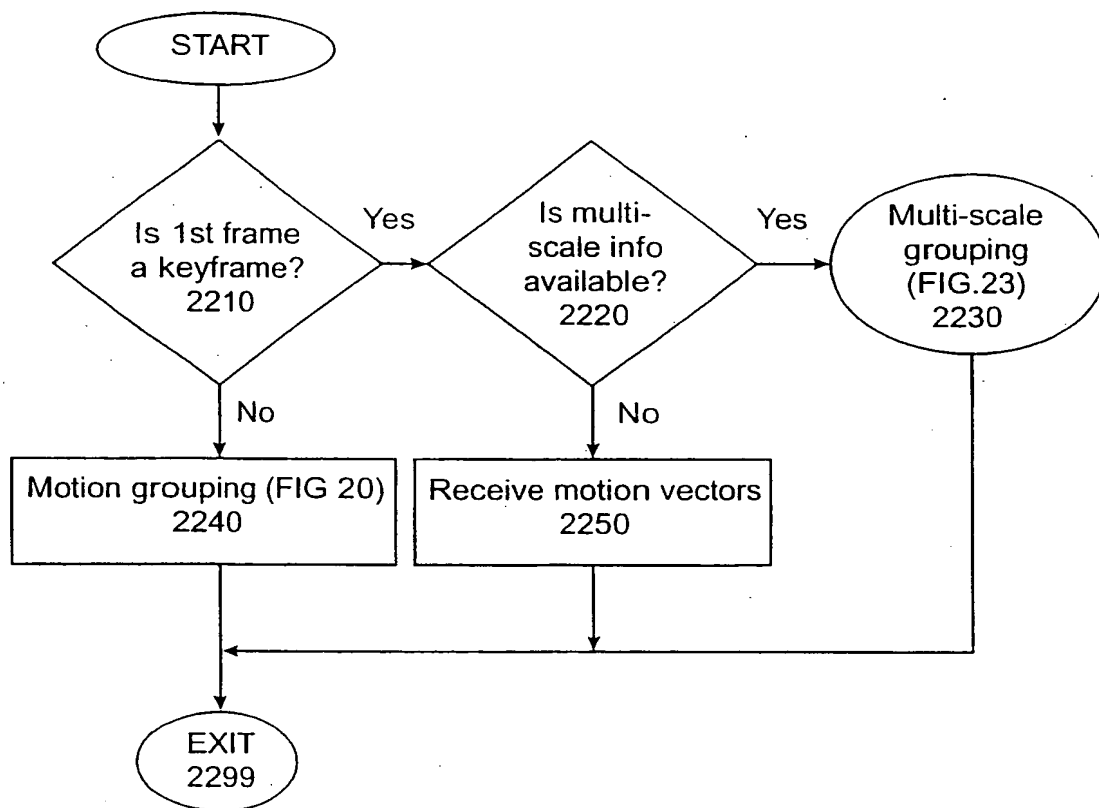 START
Is 1st frame
a keyframe?
2210
Yes
Is multi-
scale info
available?
2220
Yes
Multi-scale
grouping
(FIG.23)
2230
No
No
Motion grouping (FIG 20)
2240
Receive motion vectors
2250
EXIT
2299